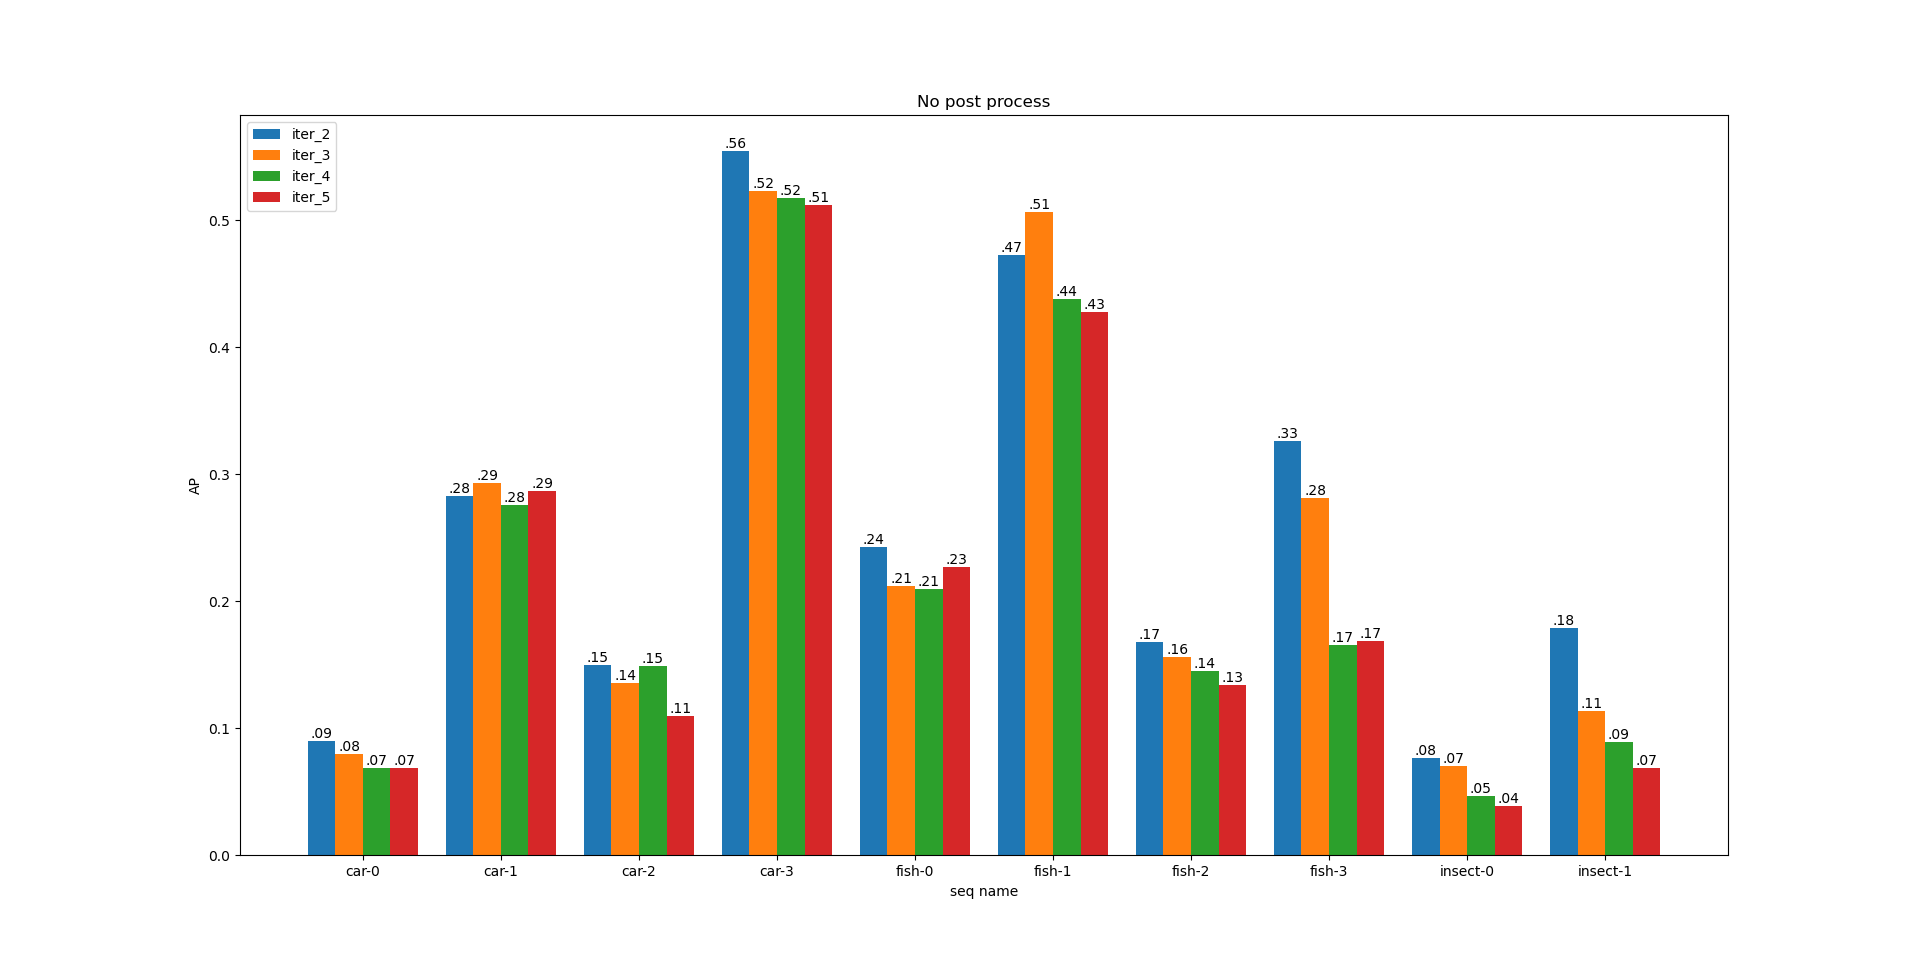 No post process
iter_2
iter_3
iter_4
iter_5
AP
0.5
0.4
0.3
0.2
0.1
0.0
.09 .08 .07 .07
.28 .29 .28 .29
.15 .14 .15 .11
.56 .52 .52 .51
.24 .21 .21 .23
.47 .51 .44 .43
.17 .16 .14 .13
.33 .28 .17 .17
.08 .07 .05 .04
.18 .11 .09 .07
car-0 car-1 car-2 car-3 fish-0 fish-1 fish-2 fish-3 insect-0 insect-1
seq name